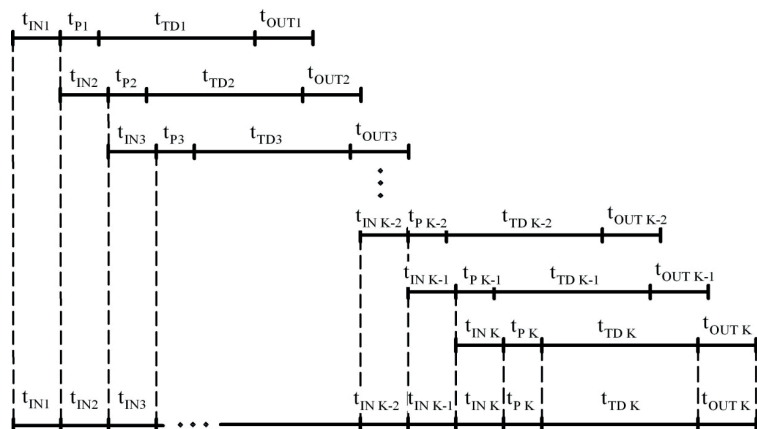 tIN1 tP1 tTD1 tOUT1
tIN2 tP2 tTD2 tOUT2
tIN3 tP3 tTD3 tOUT3
tIN K-2 tP K-2 tTD K-2 tOUT K-2
tIN K-1 tP K-1 tTD K-1 tOUT K-1
tIN K tP K tTD K tOUT K
tIN1 tIN2 tIN3 tIN K-2 tIN K-1 tIN K tP K tTD K tOUT K